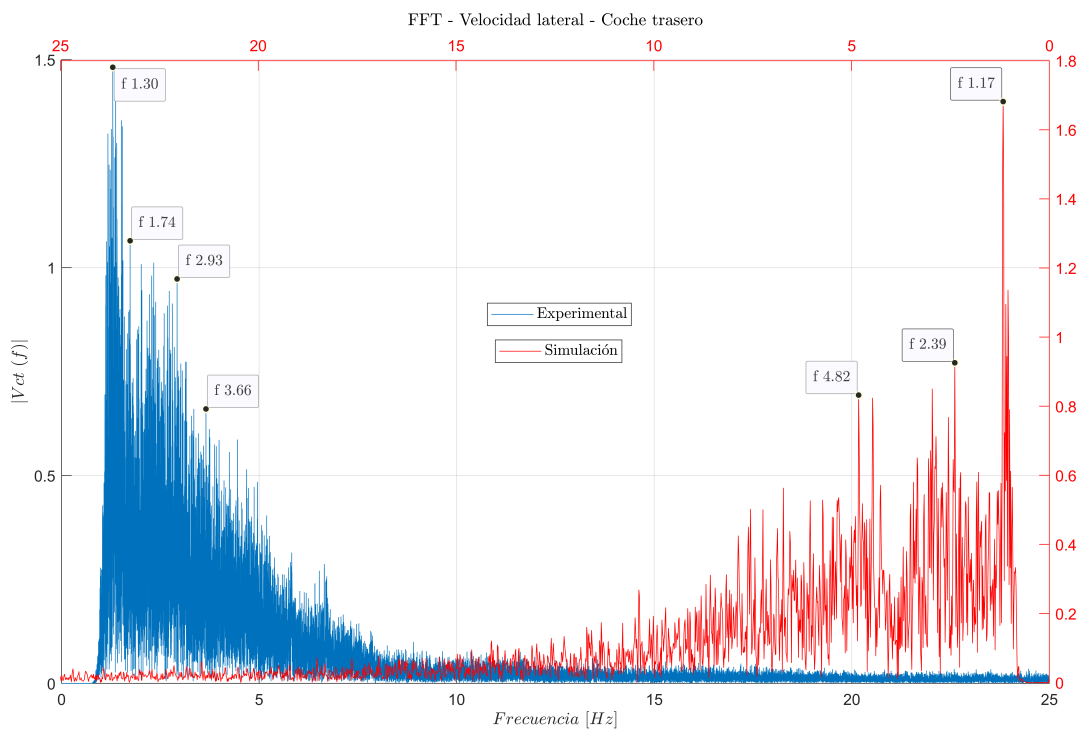 FFT - Velocidad lateral - Coche trasero
25 20 15 10 5 0
1.5 1.8
f 1.30
f 1.17
1.6
1.4
f 1.74
f 2.93
1 1.2
Experimental
1
Simulación
f 2.39
f 4.82
f 3.66
0.8
|Vct (f)|
0.5 0.6
0.4
0.2
0 0
0 5 10 15 20 25
Frecuencia [Hz]